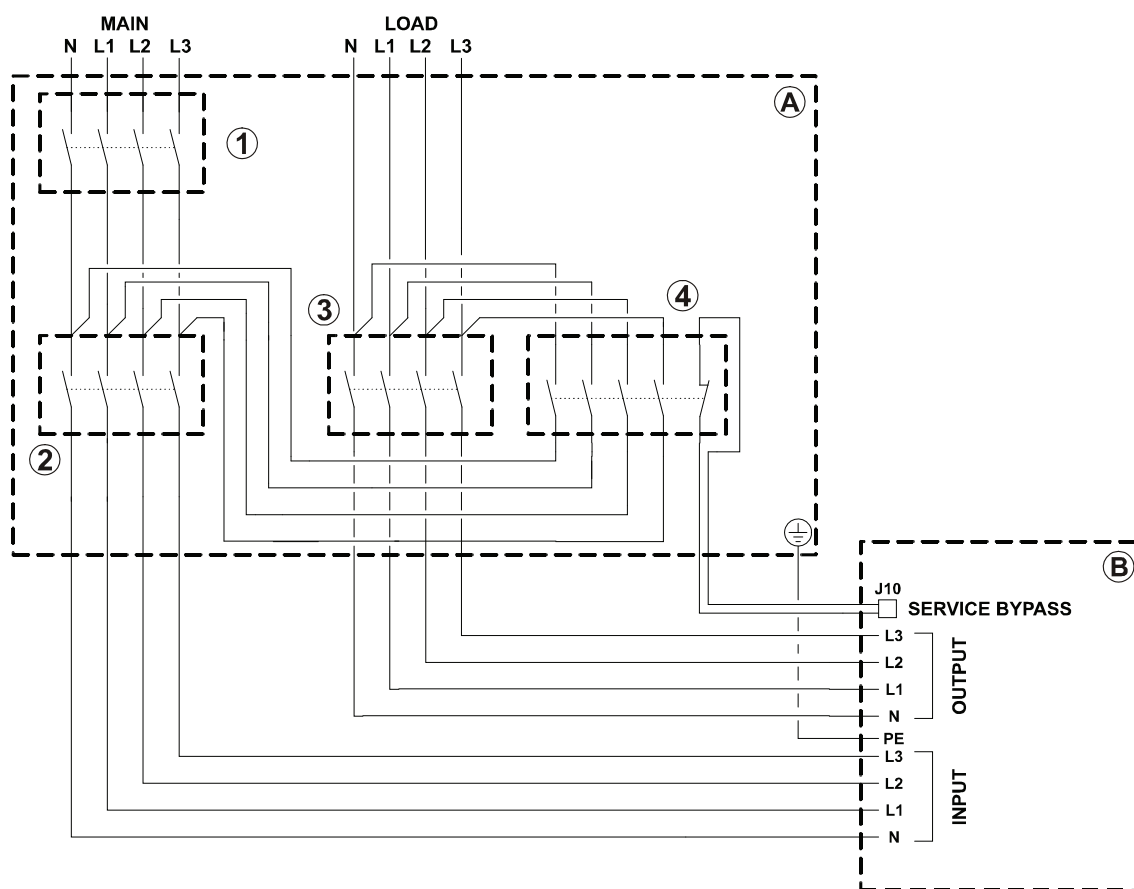 MAIN
LOAD
N L1 L2 L3
N L1 L2 L3
A
1
3
4
2
B
J10
SERVICE BYPASS
L3
L2
L1
N
OUTPUT
PE
L3
L2
L1
N
INPUT